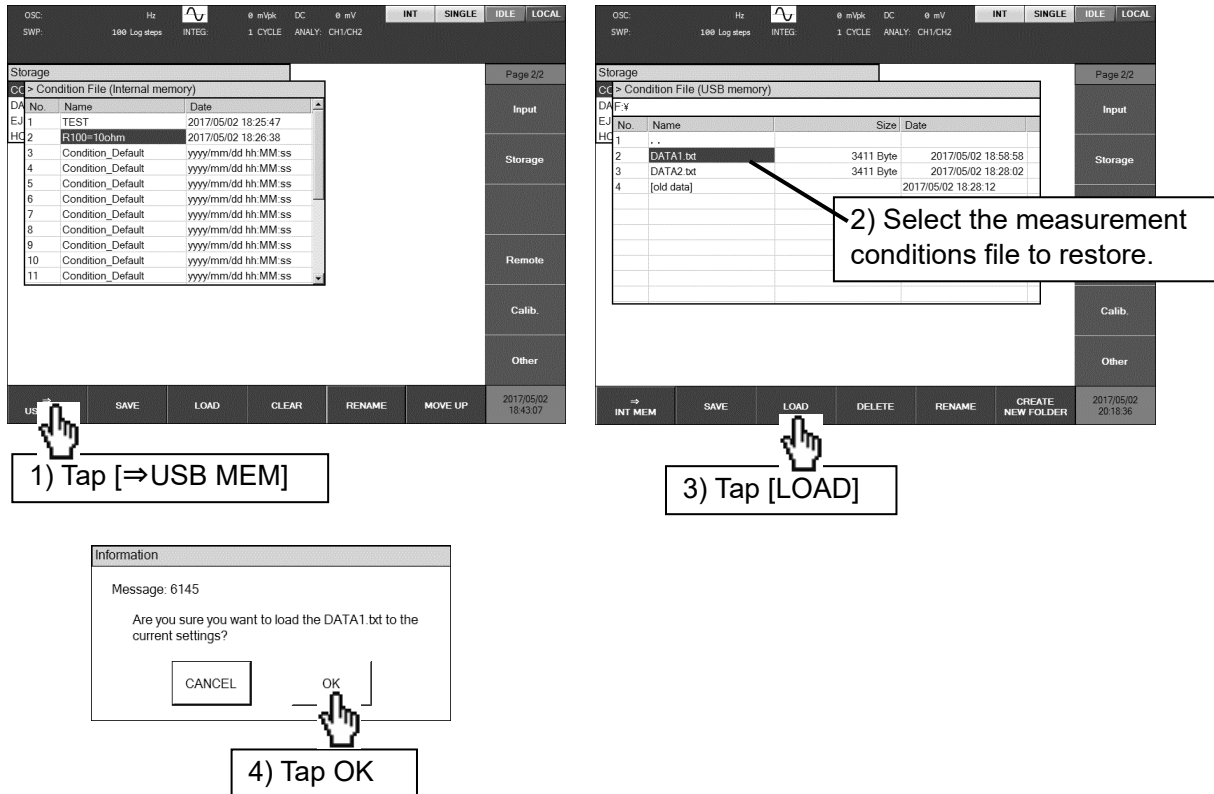 OSC: Hz 0 mVpk DC 0 mV INT SINGLE IDLE LOCAL
SWP: 100 Log steps INTEG: 1 CYCLE ANALY: CH1/CH2
Storage Page 2/2
> Condition File (Internal memory)
No. Name Date
1 TEST 2017/05/02 18:25:47
2 R100=10ohm 2017/05/02 18:26:38
3 Condition_Default yyyy/mm/dd hh:MM:ss
4 Condition_Default yyyy/mm/dd hh:MM:ss
5 Condition_Default yyyy/mm/dd hh:MM:ss
6 Condition_Default yyyy/mm/dd hh:MM:ss
7 Condition_Default yyyy/mm/dd hh:MM:ss
8 Condition_Default yyyy/mm/dd hh:MM:ss
9 Condition_Default yyyy/mm/dd hh:MM:ss
10 Condition_Default yyyy/mm/dd hh:MM:ss
11 Condition_Default yyyy/mm/dd hh:MM:ss
CO
DA
EJ
HO
Input
Storage
Remote
Calib.
Other
⇒
US SAVE LOAD CLEAR RENAME MOVE UP 2017/05/02
18:43:07
1) Tap [⇒USB MEM]
OSC: Hz 0 mVpk DC 0 mV INT SINGLE IDLE LOCAL
SWP: 100 Log steps INTEG: 1 CYCLE ANALY: CH1/CH2
Storage Page 2/2
> Condition File (USB memory)
F:¥
No. Name Size Date
1 ..
2 DATA1.txt 3411 Byte 2017/05/02 18:58:58
3 DATA2.txt 3411 Byte 2017/05/02 18:28:02
4 [old data] 2017/05/02 18:28:12
CO
DA
EJ
HO
Input
Storage
Calib.
Other
2) Select the measurement
conditions file to restore.
⇒
INT MEM SAVE LOAD DELETE RENAME CREATE
NEW FOLDER 2017/05/02
20:18:36
3) Tap [LOAD]
Information
Message: 6145
Are you sure you want to load the DATA1.txt to the
current settings?
CANCEL OK
4) Tap OK